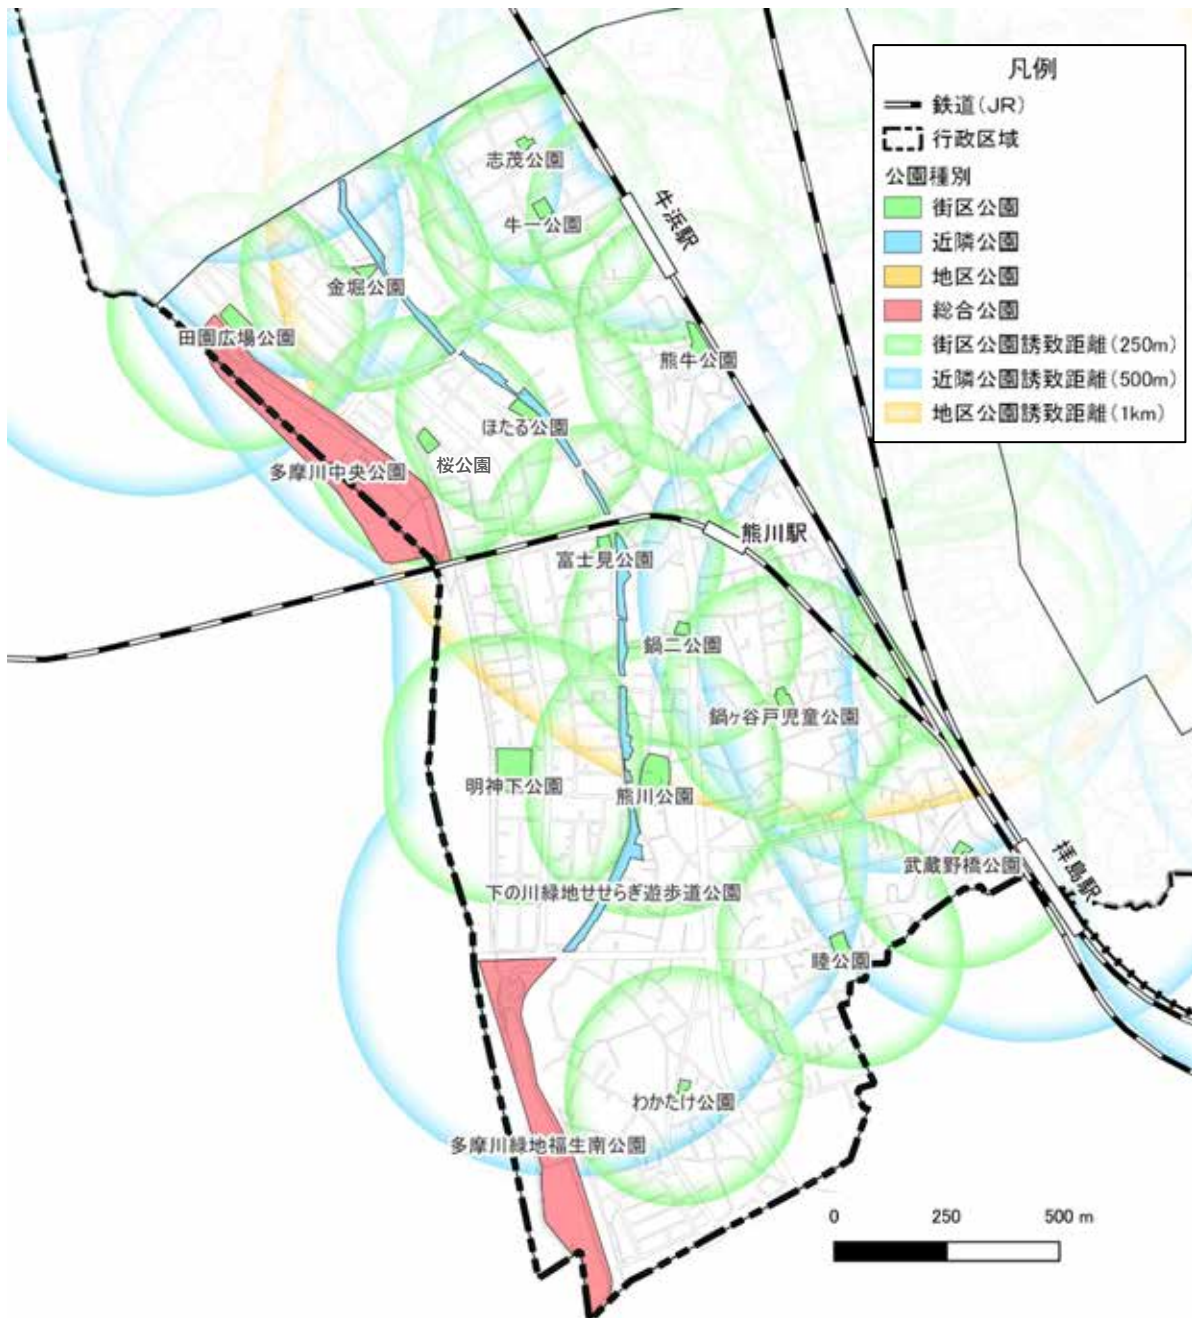 凡例
鉄道(JR)
行政区域
公園種別
街区公園
近隣公園
地区公園
総合公園
街区公園誘致距離(250m)
近隣公園誘致距離(500m)
地区公園誘致距離(1km)
志茂公園
牛一公園
牛浜駅
金堀公園
田園広場公園
熊牛公園
ほたる公園
桜公園
多摩川中央公園
熊川駅
富士見公園
鍋二公園
鍋ヶ谷戸児童公園
明神下公園
熊川公園
武蔵野橋公園
拝島駅
下の川緑地せせらぎ遊歩道公園
睦公園
わかたけ公園
多摩川緑地福生南公園
0 250 500 m